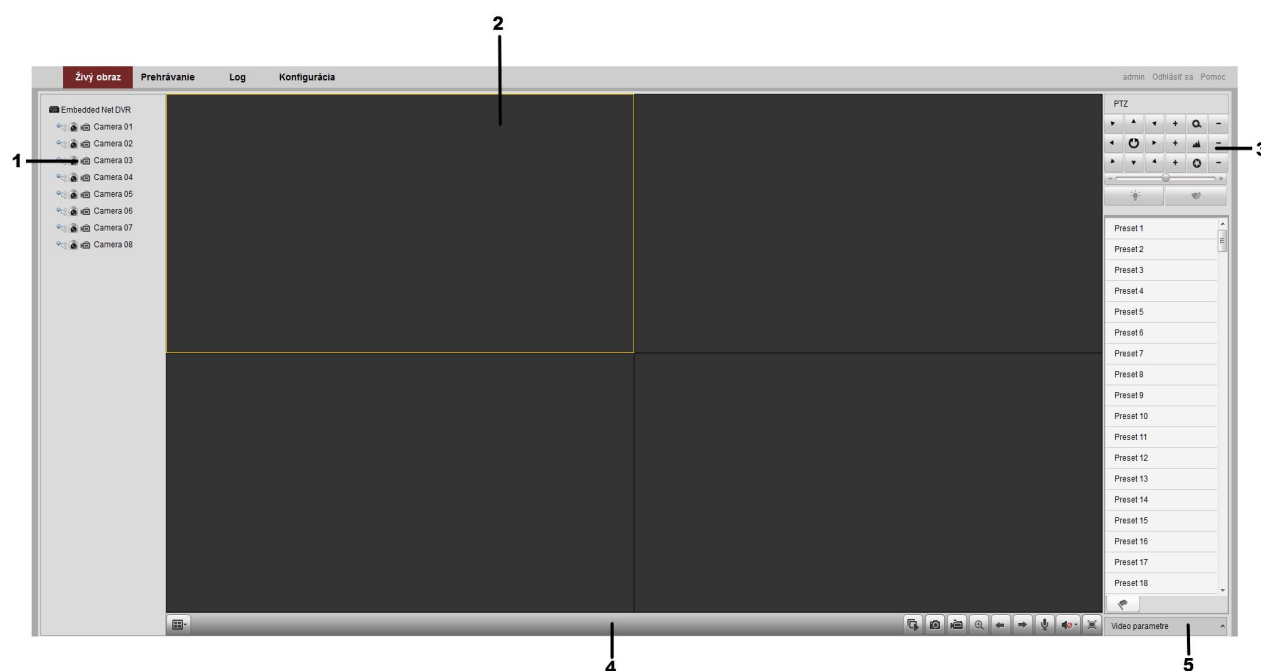 2
Živý obraz Prehrávanie Log Konfigurácia admin Odhlásiť sa Pomoc
Embedded Net DVR
Camera 01
Camera 02
1
Camera 03
Camera 04
Camera 05
Camera 06
Camera 07
Camera 08
PTZ
3
Preset 1
Preset 2
Preset 3
Preset 4
Preset 5
Preset 6
Preset 7
Preset 8
Preset 9
Preset 10
Preset 11
Preset 12
Preset 13
Preset 14
Preset 15
Preset 16
Preset 17
Preset 18
Video parametre
4
5